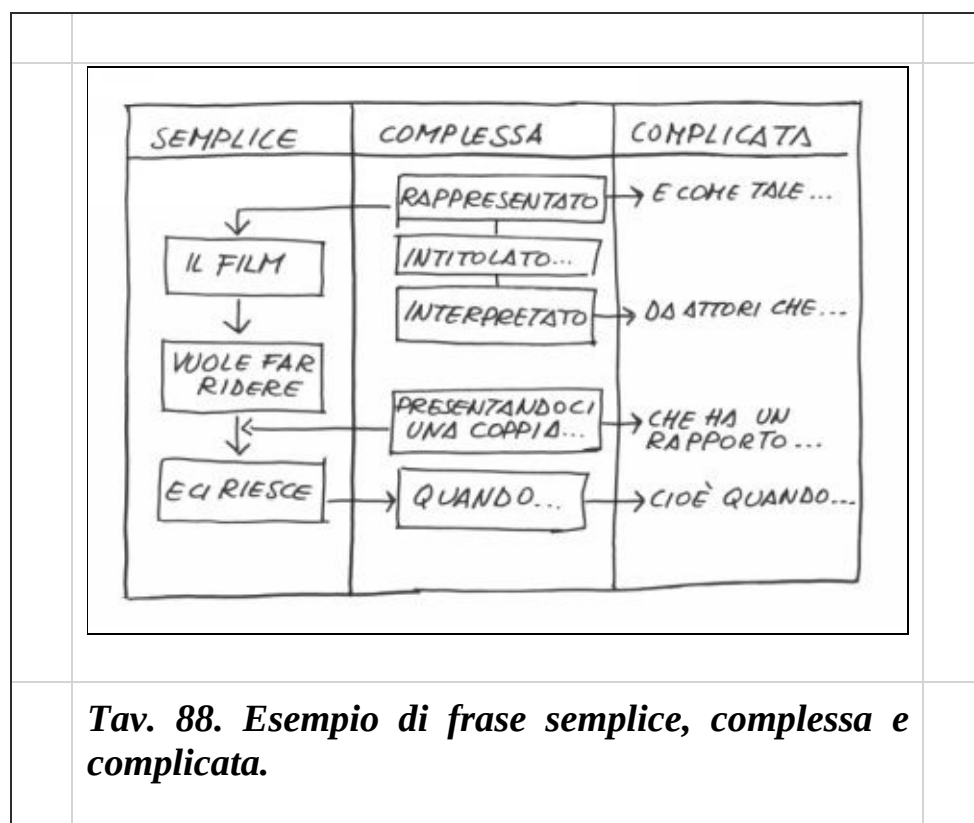 SEMPLICE
COMPLESSA
COMPLICATA
RAPPRESENTATO
E COME TALE ...
IL FILM
INTITOLATO...
INTERPRETATO
DA ATTORI CHE...
VUOLE FAR
RIDERE
PRESENTANDOCI
UNA COPPIA...
CHE HA UN
RAPPORTO ...
E CI RIESCE
QUANDO...
CIOÈ QUANDO...
Tav. 88. Esempio di frase semplice, complessa e
complicata.